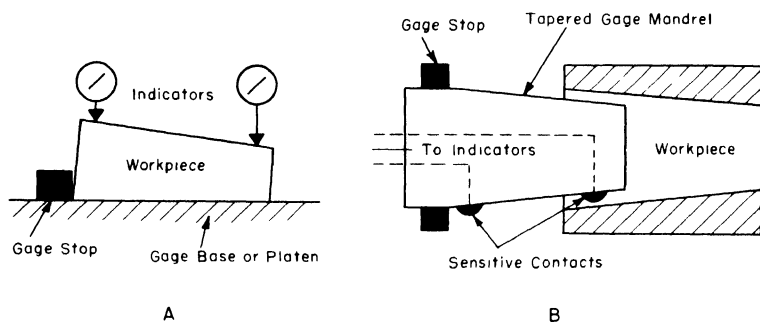 Indicators
Workpiece
Gage Stop
Gage Base or Platen
A
Gage Stop
Tapered Gage Mandrel
To Indicators
Workpiece
Sensitive Contacts
B